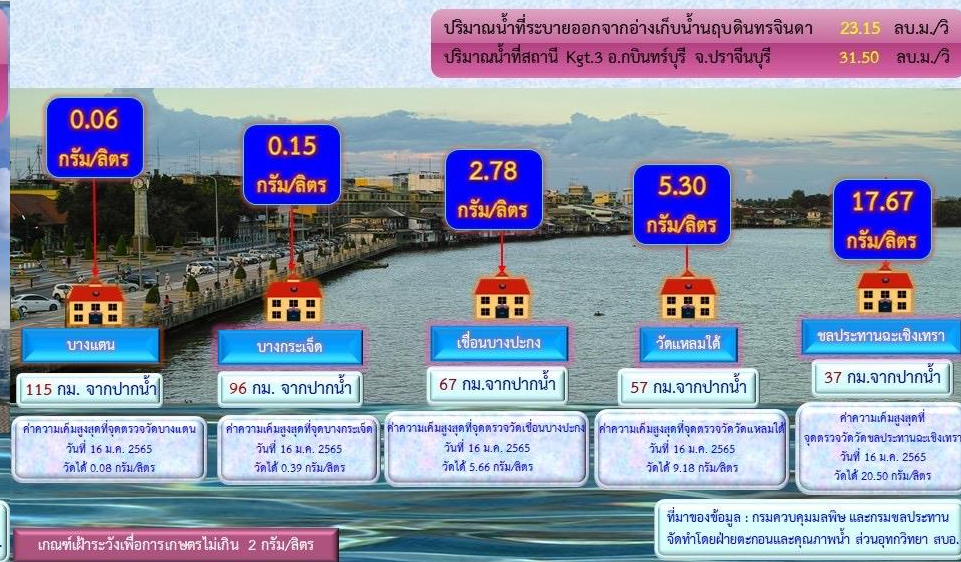 ปริมาณน้ำที่ระบายออกจากอ่างเก็บน้ำนฤบดินทรจินดา 23.15 ลบ.ม./วิ
ปริมาณน้ำที่สถานี Kgt.3 อ.กบินทร์บุรี จ.ปราจีนบุรี 31.50 ลบ.ม./วิ
0.06
กรัม/ลิตร
0.15
กรัม/ลิตร
2.78
กรัม/ลิตร
5.30
กรัม/ลิตร
17.67
กรัม/ลิตร
บางแตน
บางกระเจ็ด
เขื่อนบางปะกง
วัดแหลมใต้
ชลประทานฉะเชิงเทรา
115 กม. จากปากน้ำ
96 กม. จากปากน้ำ
67 กม.จากปากน้ำ
57 กม.จากปากน้ำ
37 กม.จากปากน้ำ
ค่าความเค็มสูงสุดที่จุดตรวจวัดบางแตน
วันที่ 16 ม.ค. 2565
วัดได้ 0.08 กรัม/ลิตร
ค่าความเค็มสูงสุดที่จุดบางกระเจ็ด
วันที่ 16 ม.ค. 2565
วัดได้ 0.39 กรัม/ลิตร
ค่าความเค็มสูงสุดที่จุดตรวจวัดเขื่อนบางปะกง
วันที่ 16 ม.ค. 2565
วัดได้ 5.66 กรัม/ลิตร
ค่าความเค็มสูงสุดที่จุดตรวจวัดวัดแหลมใต้
วันที่ 16 ม.ค. 2565
วัดได้ 9.18 กรัม/ลิตร
ค่าความเค็มสูงสุดที่
จุดตรวจวัดชลประทานฉะเชิงเทรา
วันที่ 16 ม.ค. 2565
วัดได้ 20.50 กรัม/ลิตร
เกณฑ์เฝ้าระวังเพื่อการเกษตรไม่เกิน 2 กรัม/ลิตร
ที่มาของข้อมูล : กรมควบคุมมลพิษ และกรมชลประทาน
จัดทำโดยฝ่ายตะกอนและคุณภาพน้ำ ส่วนอุทกวิทยา สบอ.